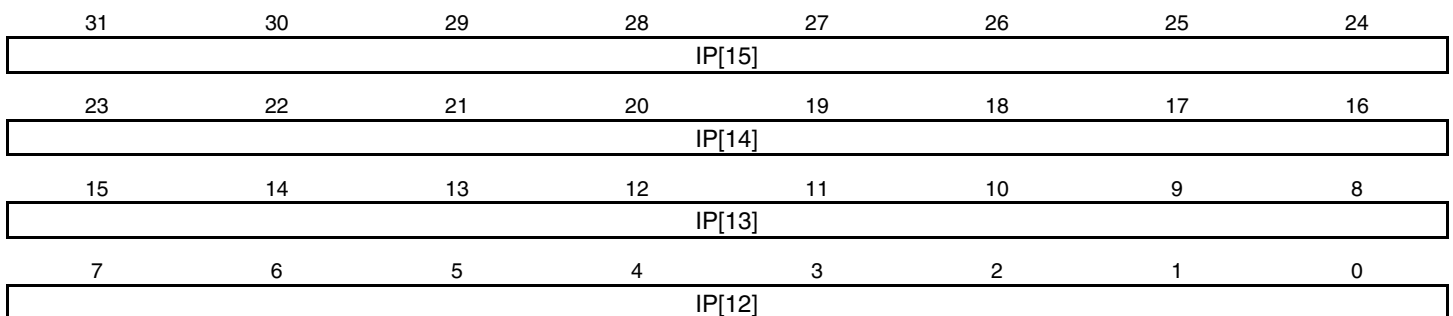 31 30 29 28 27 26 25 24
IP[15]
23 22 21 20 19 18 17 16
IP[14]
15 14 13 12 11 10 9 8
IP[13]
7 6 5 4 3 2 1 0
IP[12]